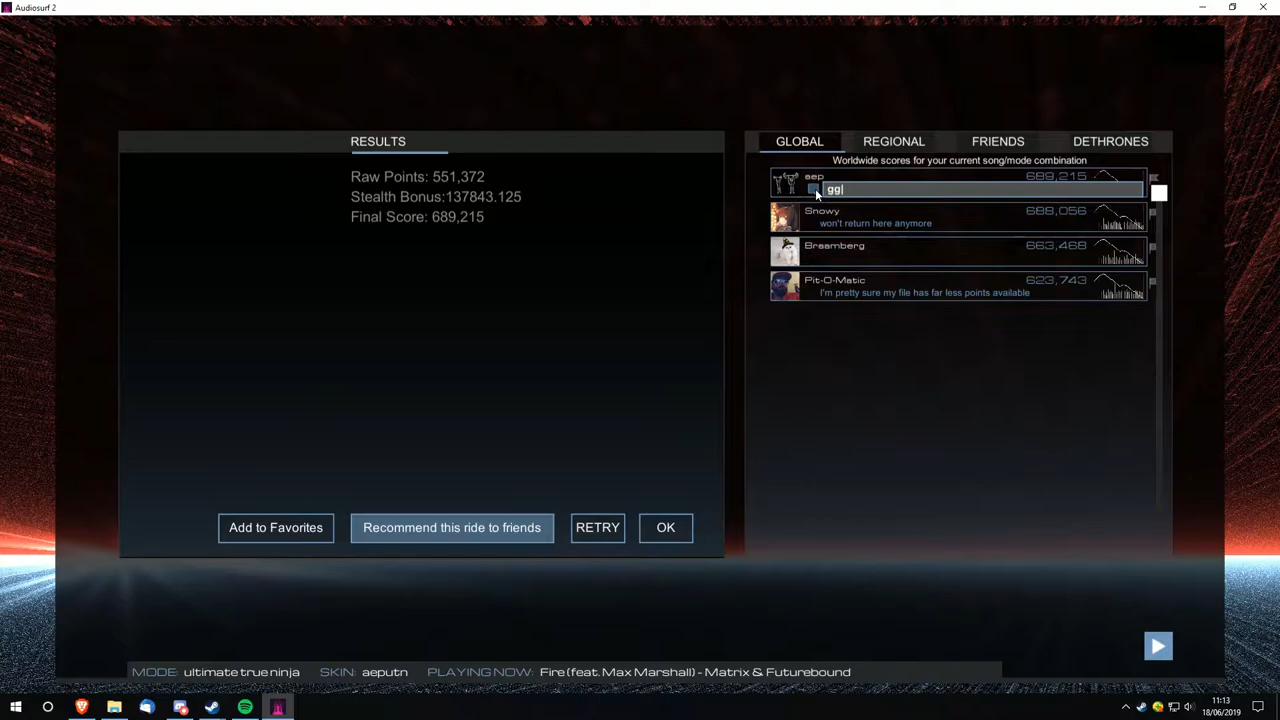 Audiosurf 2
RESULTS
Raw Points: 551,372
Stealth Bonus:137843.125
Final Score: 689,215
Add to Favorites
Recommend this ride to friends
RETRY
OK
GLOBAL
REGIONAL
FRIENDS
DETHRONES
Worldwide scores for your current song/mode combination
aep
689,215
gg
Snowy
688,056
won't return here anymore
Braamberg
663,468
Pit-O-Matic
623,743
I'm pretty sure my file has far less points available
MODE: ultimate true ninja
SKIN: aeputn
PLAYING NOW: Fire (feat. Max Marshall) - Matrix & Futurebound
11:13
18/06/2019